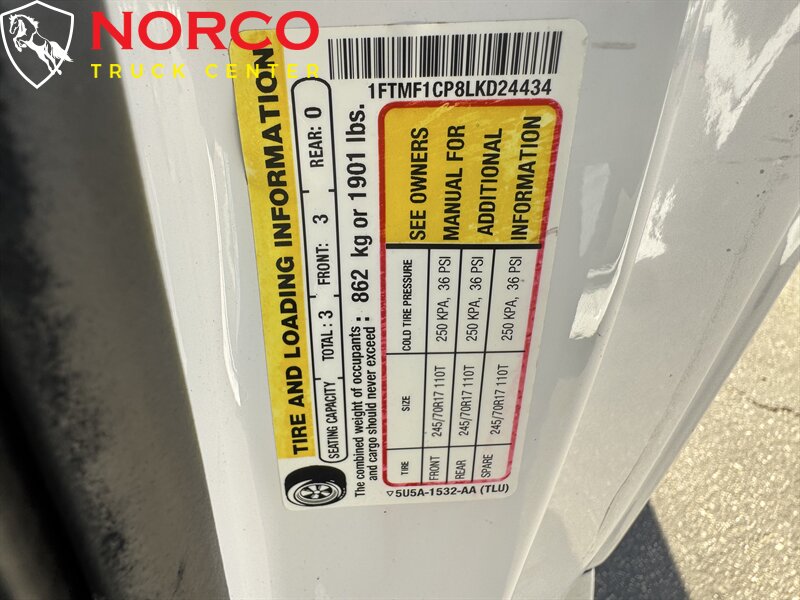 NORCO
TRUCK CENTER
1FTMF1CP8LKD24434
TIRE AND LOADING INFORMATION
SEATING CAPACITY TOTAL : 3 FRONT: 3 REAR: 0
The combined weight of occupants and cargo should never exceed : 862 kg or 1901 lbs.
TIRE SIZE COLD TIRE PRESSURE
FRONT 245/70R17 110T 250 KPA, 36 PSI
REAR 245/70R17 110T 250 KPA, 36 PSI
SPARE 245/70R17 110T 250 KPA, 36 PSI
SEE OWNERS
MANUAL FOR
ADDITIONAL
INFORMATION
▽5U5A-1532-AA (TLU)